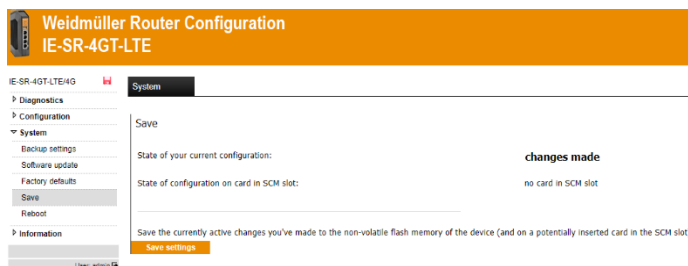 Weidmüller Router Configuration
IE-SR-4GT-LTE
IE-SR-4GT-LTE/4G
System
Diagnostics
Configuration
System
Backup settings
Software update
Factory defaults
Save
Reboot
Information
User: admin
Save
State of your current configuration: changes made
State of configuration on card in SCM slot: no card in SCM slot
Save the currently active changes you've made to the non-volatile flash memory of the device (and on a potentially inserted card in the SCM slot
Save settings